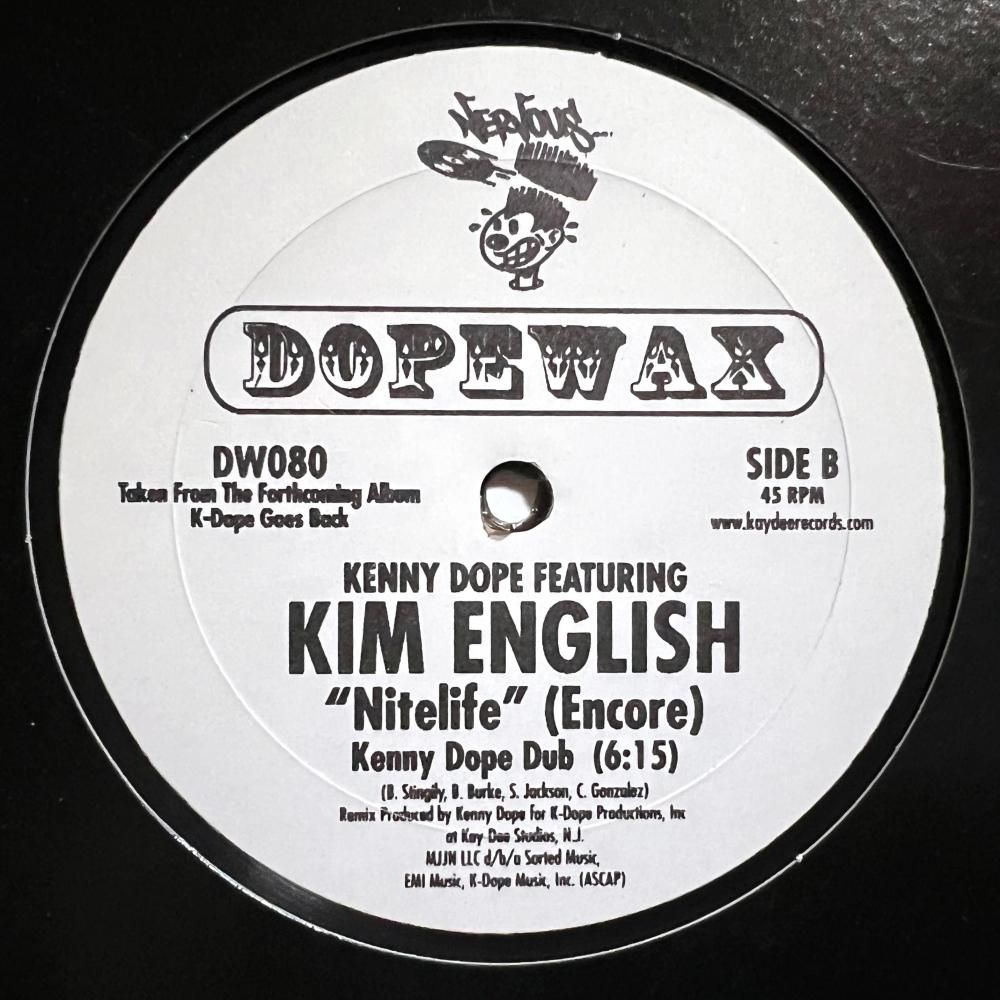 NERVOUS...
DOPEWAX
DW080
Taken From The Forthcoming Album
K-Dope Goes Back
SIDE B
45 RPM
www.kaydeerecords.com
KENNY DOPE FEATURING
KIM ENGLISH
“Nitelife” (Encore)
Kenny Dope Dub (6:15)
(B. Stingily, B. Burke, S. Jackson, C. Gonzalez)
Remix Produced by Kenny Dope for K-Dope Productions, Inc
at Kay-Dee Studios, N.J.
MJJN LLC d/b/a Sorted Music,
EMI Music, K-Dope Music, Inc. (ASCAP)